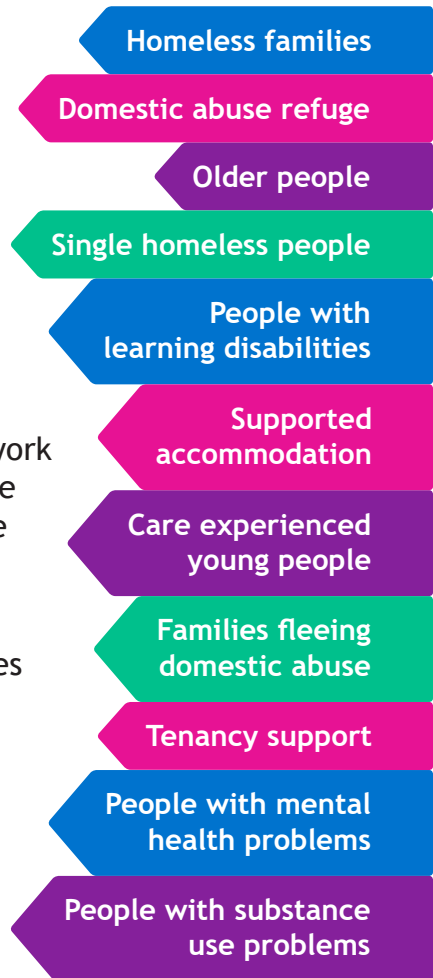 Homeless families
Domestic abuse refuge
Older people
Single homeless people
People with
learning disabilities
Supported
accommodation
Care experienced
young people
Families fleeing
domestic abuse
Tenancy support
People with mental
health problems
People with substance
use problems